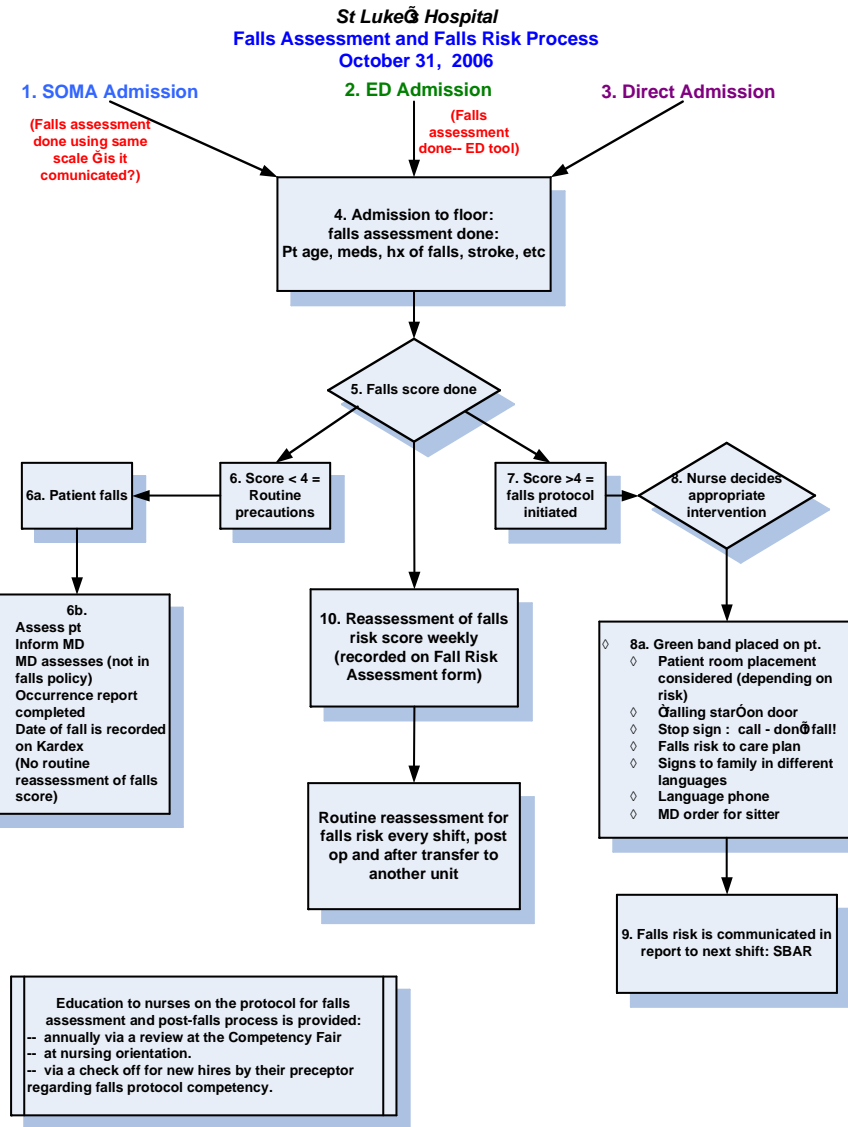 St LukeÕs Hospital
Falls Assessment and Falls Risk Process
October 31, 2006
1. SOMA Admission
2. ED Admission
3. Direct Admission
(Falls assessment
done using same
scale Ğis it
comunicated?)
(Falls
assessment
done-- ED tool)
4. Admission to floor:
falls assessment done:
Pt age, meds, hx of falls, stroke, etc
5. Falls score done
6a. Patient falls
6. Score < 4 =
Routine
precautions
7. Score >4 =
falls protocol
initiated
8. Nurse decides
appropriate
intervention
6b.
Assess pt
Inform MD
MD assesses (not in
falls policy)
Occurrence report
completed
Date of fall is recorded
on Kardex
(No routine
reassessment of falls
score)
10. Reassessment of falls
risk score weekly
(recorded on Fall Risk
Assessment form)
◊ 8a. Green band placed on pt.
◊ Patient room placement
considered (depending on
risk)
◊ Òfalling starÓon door
◊ Stop sign : call - donÕt fall!
◊ Falls risk to care plan
◊ Signs to family in different
languages
◊ Language phone
◊ MD order for sitter
Routine reassessment for
falls risk every shift, post
op and after transfer to
another unit
9. Falls risk is communicated in
report to next shift: SBAR
Education to nurses on the protocol for falls
assessment and post-falls process is provided:
-- annually via a review at the Competency Fair
-- at nursing orientation.
-- via a check off for new hires by their preceptor
regarding falls protocol competency.